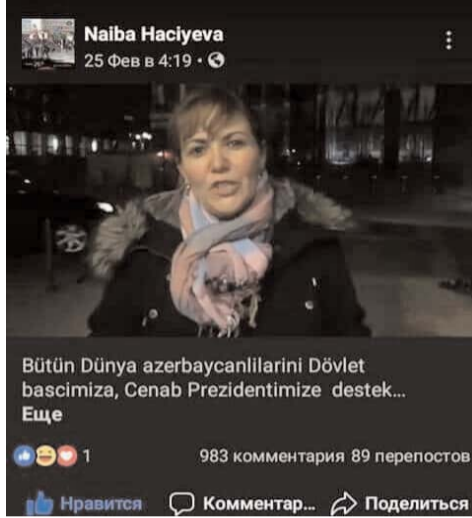 Naiba Haciyeva
25 Фев в 4:19 •
Bütün Dünya azerbaycanlilarini Dövlet
bascimiza, Cenab Prezidentimize destek...
Еще
1
983 комментария 89 перепостов
Нравится Комментар... Поделиться